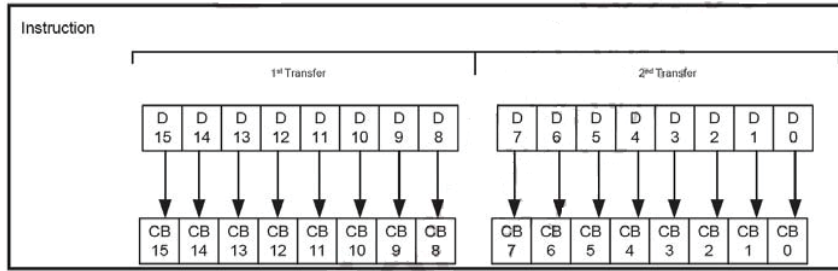 Instruction
1st Transfer 2nd Transfer
D D D D D D D D D D D D D D D D
15 14 13 12 11 10 9 8 7 6 5 4 3 2 1 0
CB CB CB CB CB CB CB CB CB CB CB CB CB CB CB CB
15 14 13 12 11 10 9 8 7 6 5 4 3 2 1 0